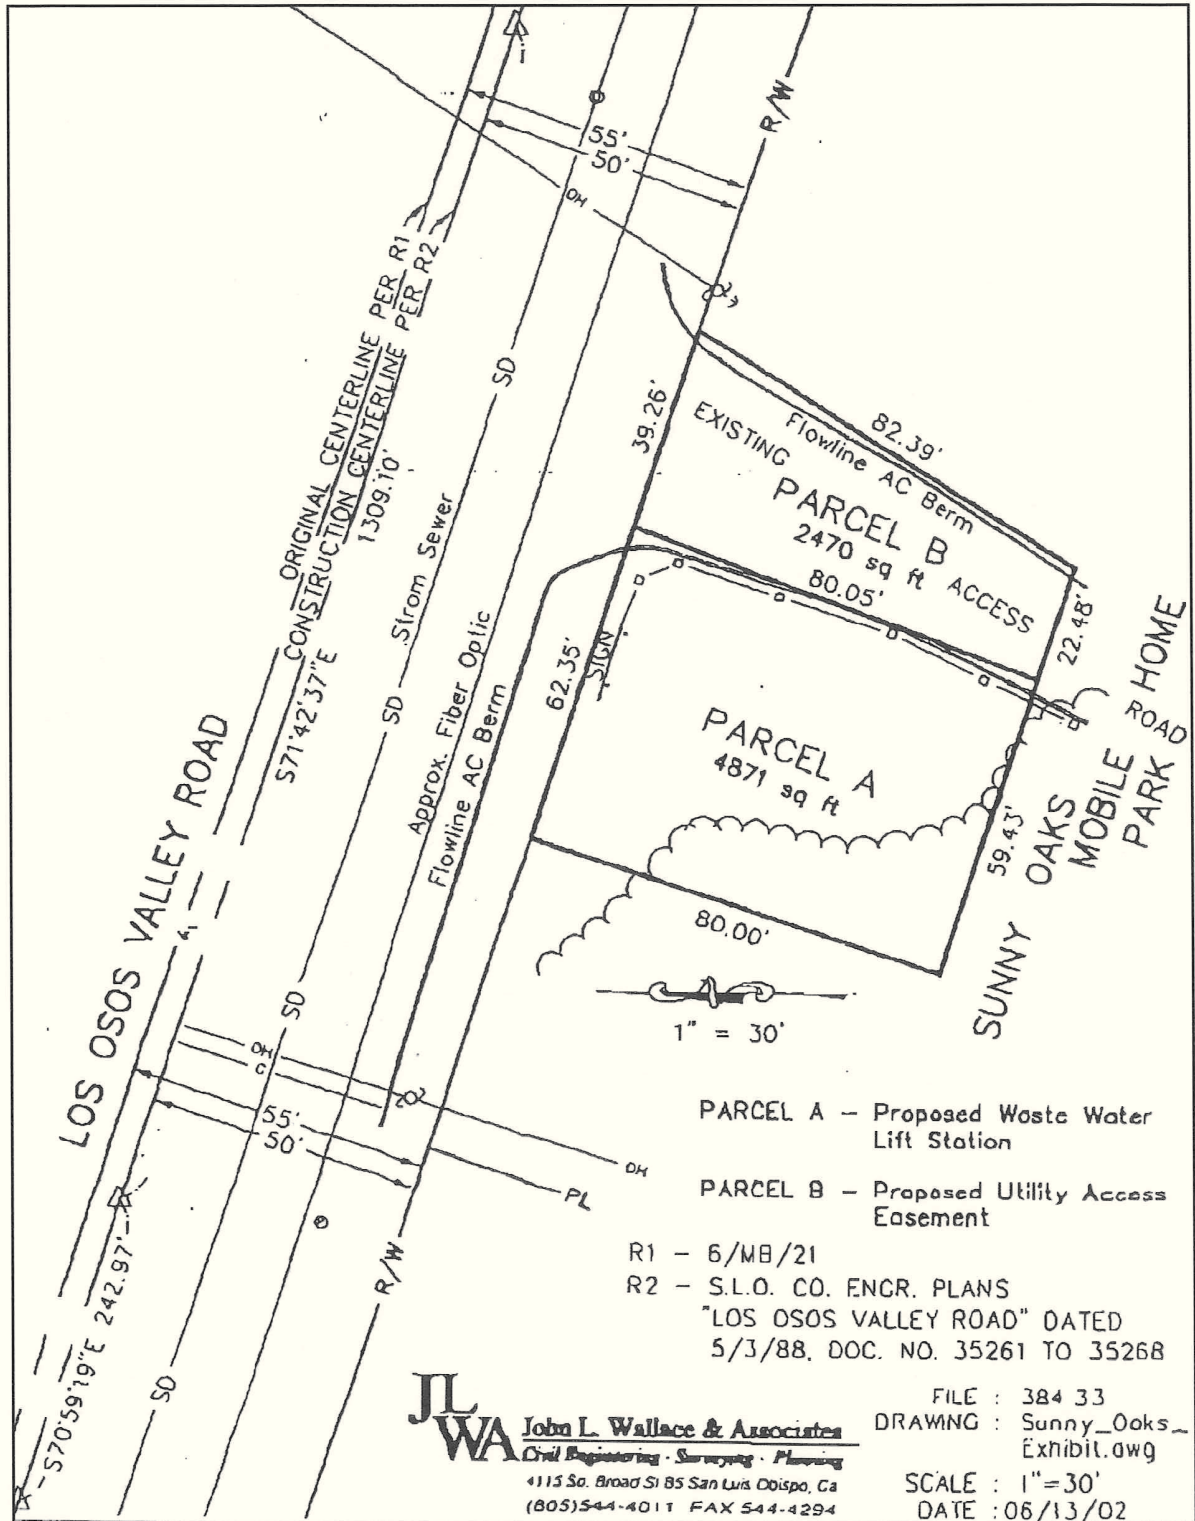 R/W
55'
50'
OH
ORIGINAL CENTERLINE PER R1
CONSTRUCTION CENTERLINE PER R2
1309.10'
S71°42'37"E
SD
39.26'
EXISTING
Flowline AC Berm
82.39'
PARCEL B
2470 sq ft
ACCESS
80.05'
22.48'
ROAD
Strom Sewer
SD
Approx. Fiber Optic
Flowline AC Berm
62.35'
SIGN
PARCEL A
4871 sq ft
59.43'
80.00'
SUNNY OAKS
MOBILE HOME
PARK
LOS OSOS VALLEY ROAD
1" = 30'
SD
OH
C
55'
50'
OH
PL
R/W
S70°59'19"E 242.97'
SD
PARCEL A - Proposed Waste Water
Lift Station
PARCEL B - Proposed Utility Access
Easement
R1 - 6/MB/21
R2 - S.L.O. CO. ENGR. PLANS
"LOS OSOS VALLEY ROAD" DATED
5/3/88, DOC. NO. 35261 TO 35268
JLWA
John L. Wallace & Associates
Civil Engineering · Surveying · Planning
4115 So. Broad St B5 San Luis Obispo, Ca
(805)544-4011 FAX 544-4294
FILE : 384 33
DRAWING : Sunny_Oaks_
Exhibit.dwg
SCALE : 1"=30'
DATE : 06/13/02